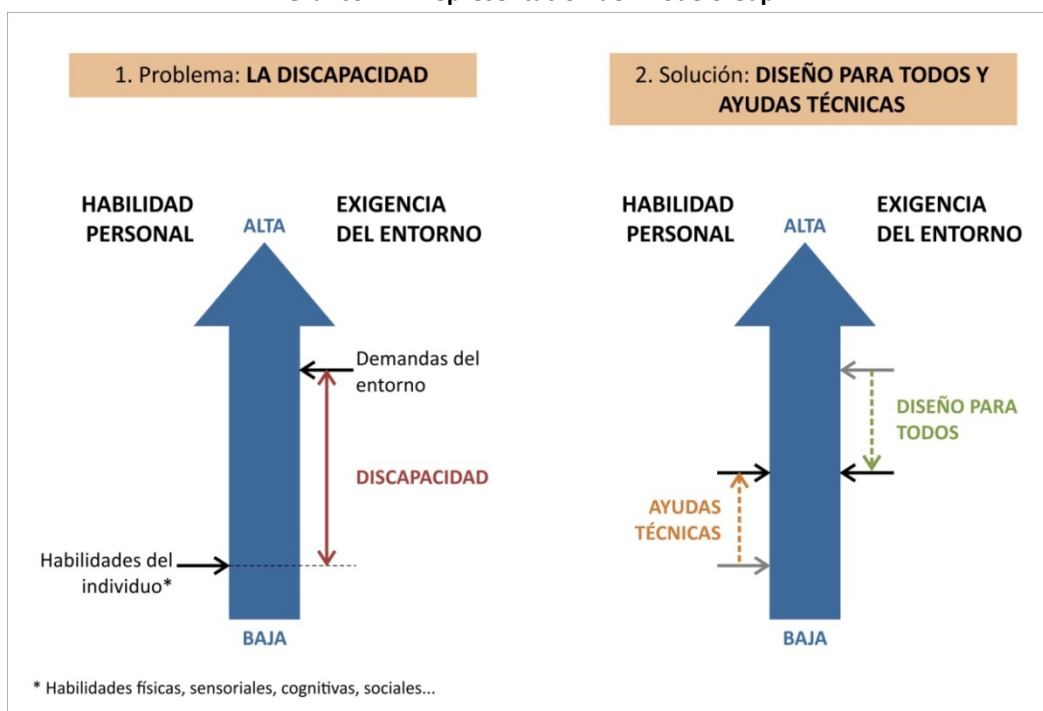 1. Problema: LA DISCAPACIDAD
HABILIDAD
PERSONAL
ALTA
EXIGENCIA
DEL ENTORNO
Demandas del
entorno
DISCAPACIDAD
Habilidades del
individuo*
BAJA
* Habilidades físicas, sensoriales, cognitivas, sociales...
2. Solución: DISEÑO PARA TODOS Y
AYUDAS TÉCNICAS
HABILIDAD
PERSONAL
ALTA
EXIGENCIA
DEL ENTORNO
DISEÑO PARA
TODOS
AYUDAS
TÉCNICAS
BAJA